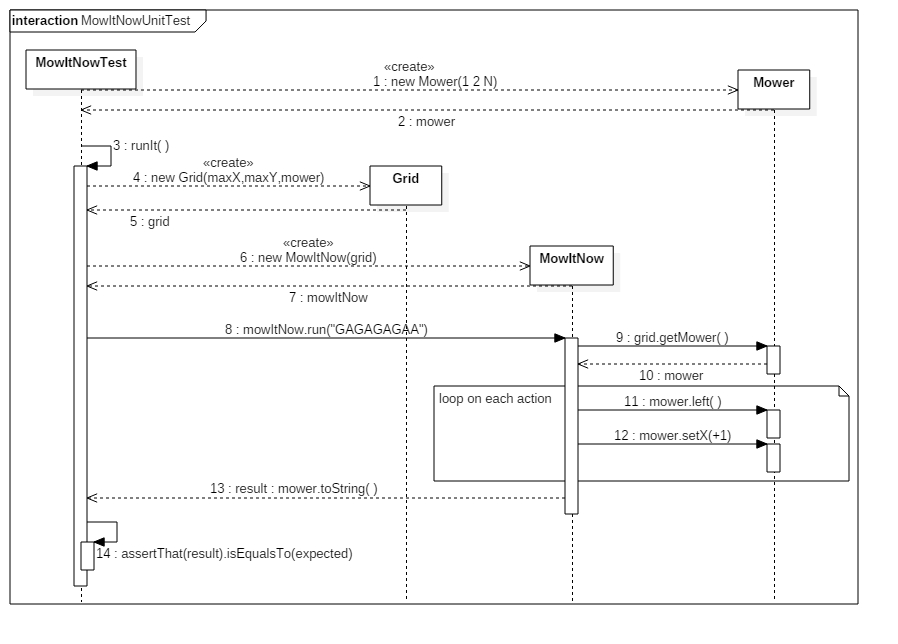 interaction MowItNowUnitTest
MowItNowTest
«create»
1 : new Mower(1 2 N)
Mower
2 : mower
3 : runIt( )
«create»
4 : new Grid(maxX,maxY,mower)
Grid
5 : grid
«create»
6 : new MowItNow(grid)
MowItNow
7 : mowItNow
8 : mowItNow.run("GAGAGAGAA")
9 : grid.getMower( )
10 : mower
loop on each action
11 : mower.left( )
12 : mower.setX(+1)
13 : result : mower.toString( )
14 : assertThat(result).isEqualsTo(expected)